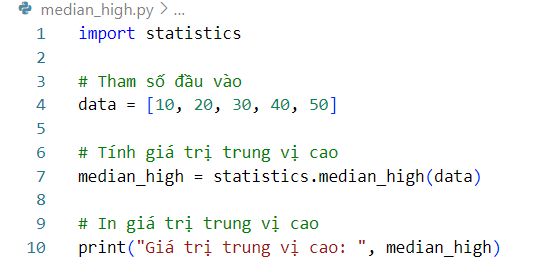 median_high.py > ...
1 import statistics
2
3 # Tham số đầu vào
4 data = [10, 20, 30, 40, 50]
5
6 # Tính giá trị trung vị cao
7 median_high = statistics.median_high(data)
8
9 # In giá trị trung vị cao
10 print("Giá trị trung vị cao: ", median_high)